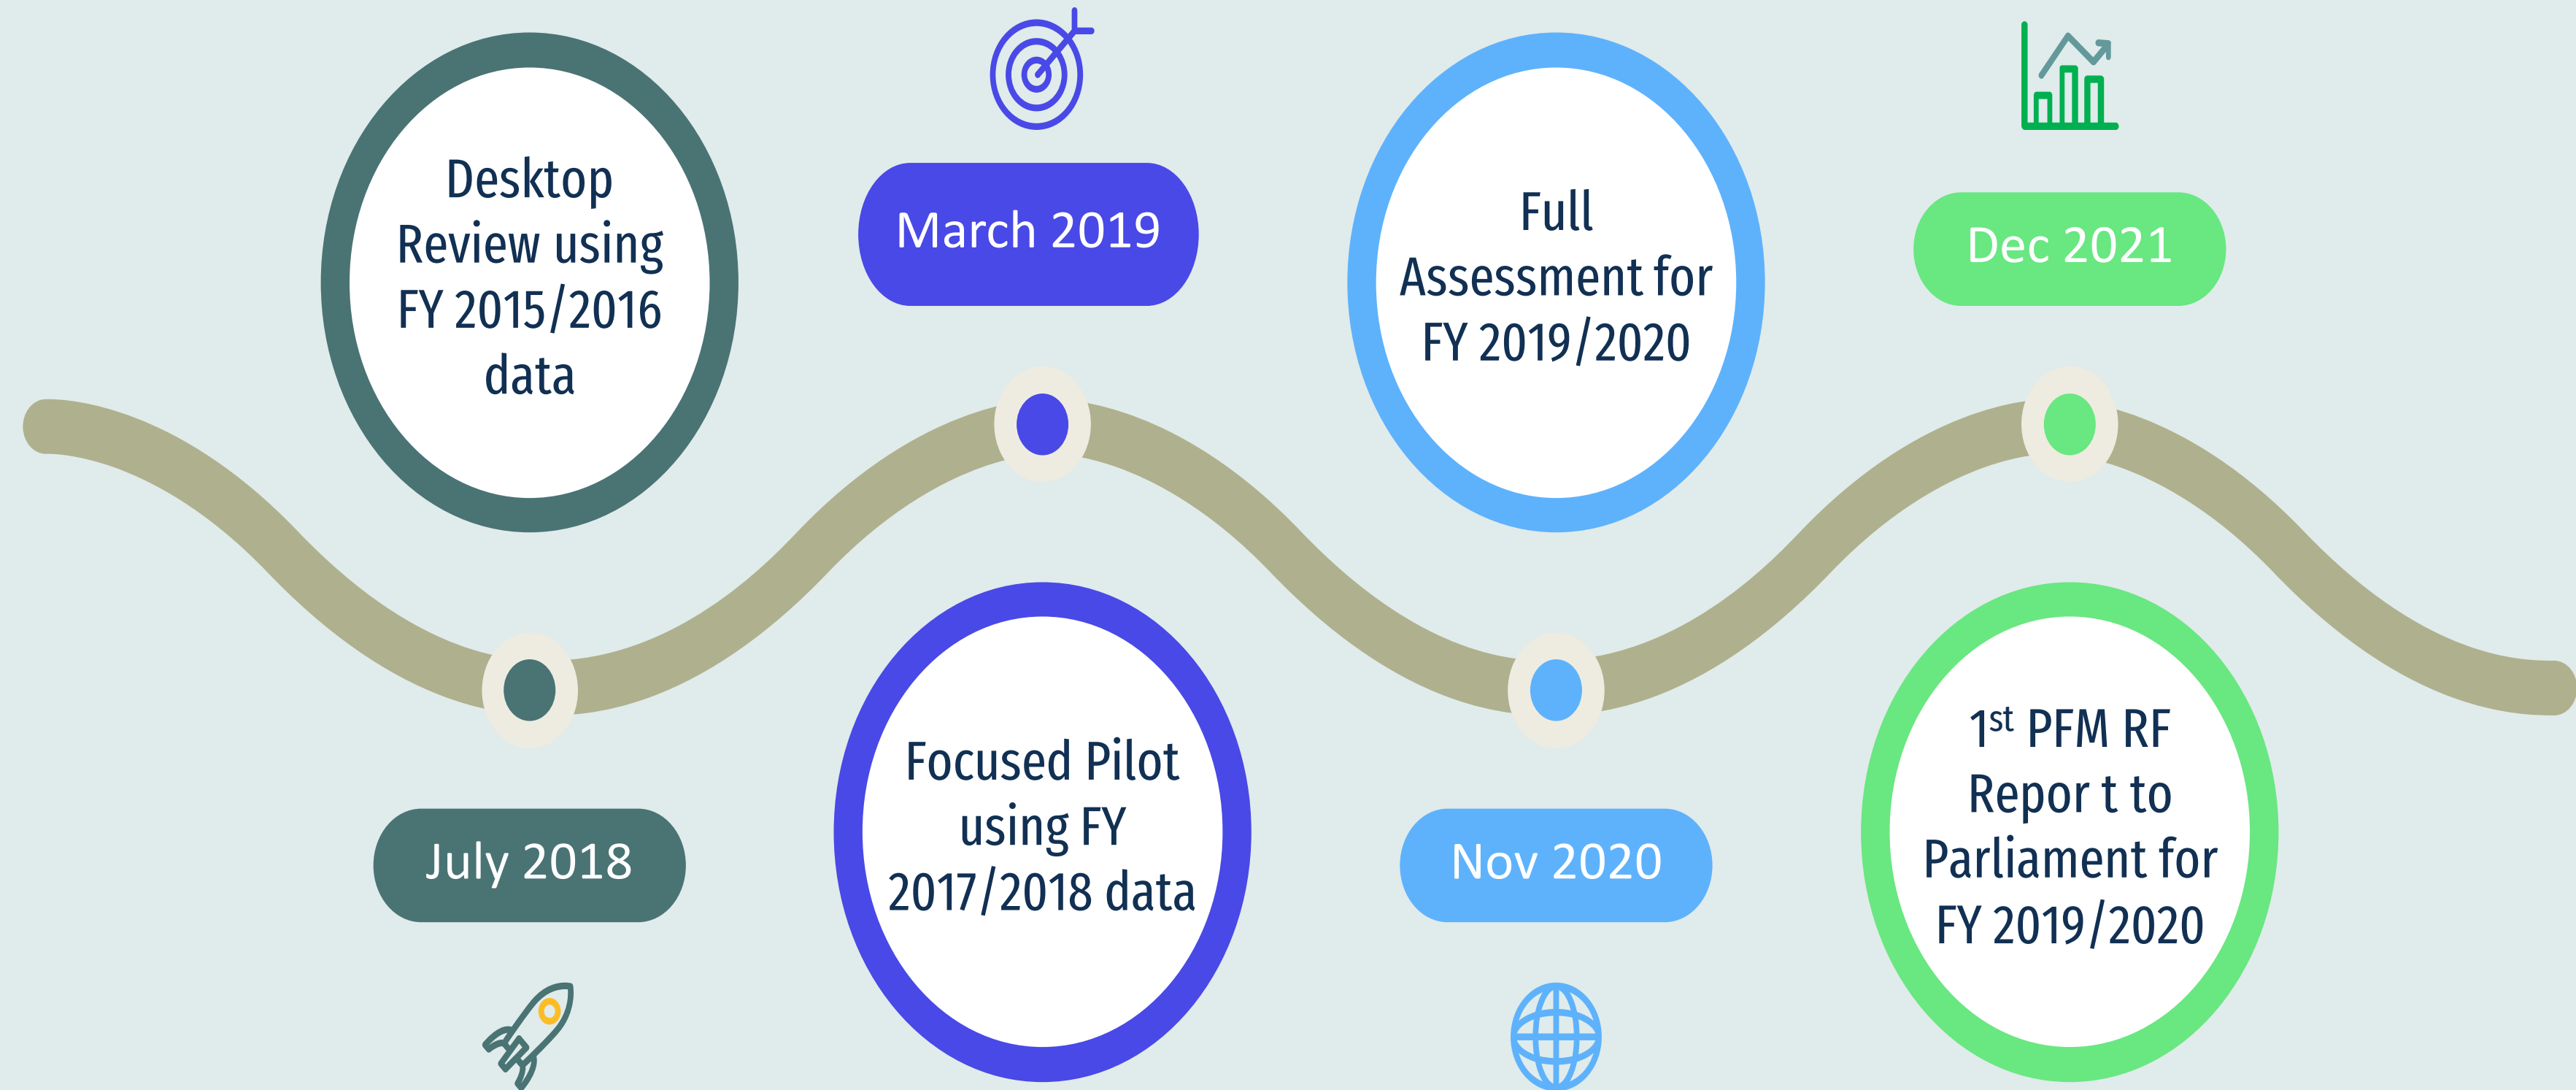 Desktop
Review using
FY 2015/2016
data
July 2018
March 2019
Focused Pilot
using FY
2017/2018 data
Full
Assessment for
FY 2019/2020
Nov 2020
Dec 2021
1st PFM RF
Repor t to
Parliament for
FY 2019/2020